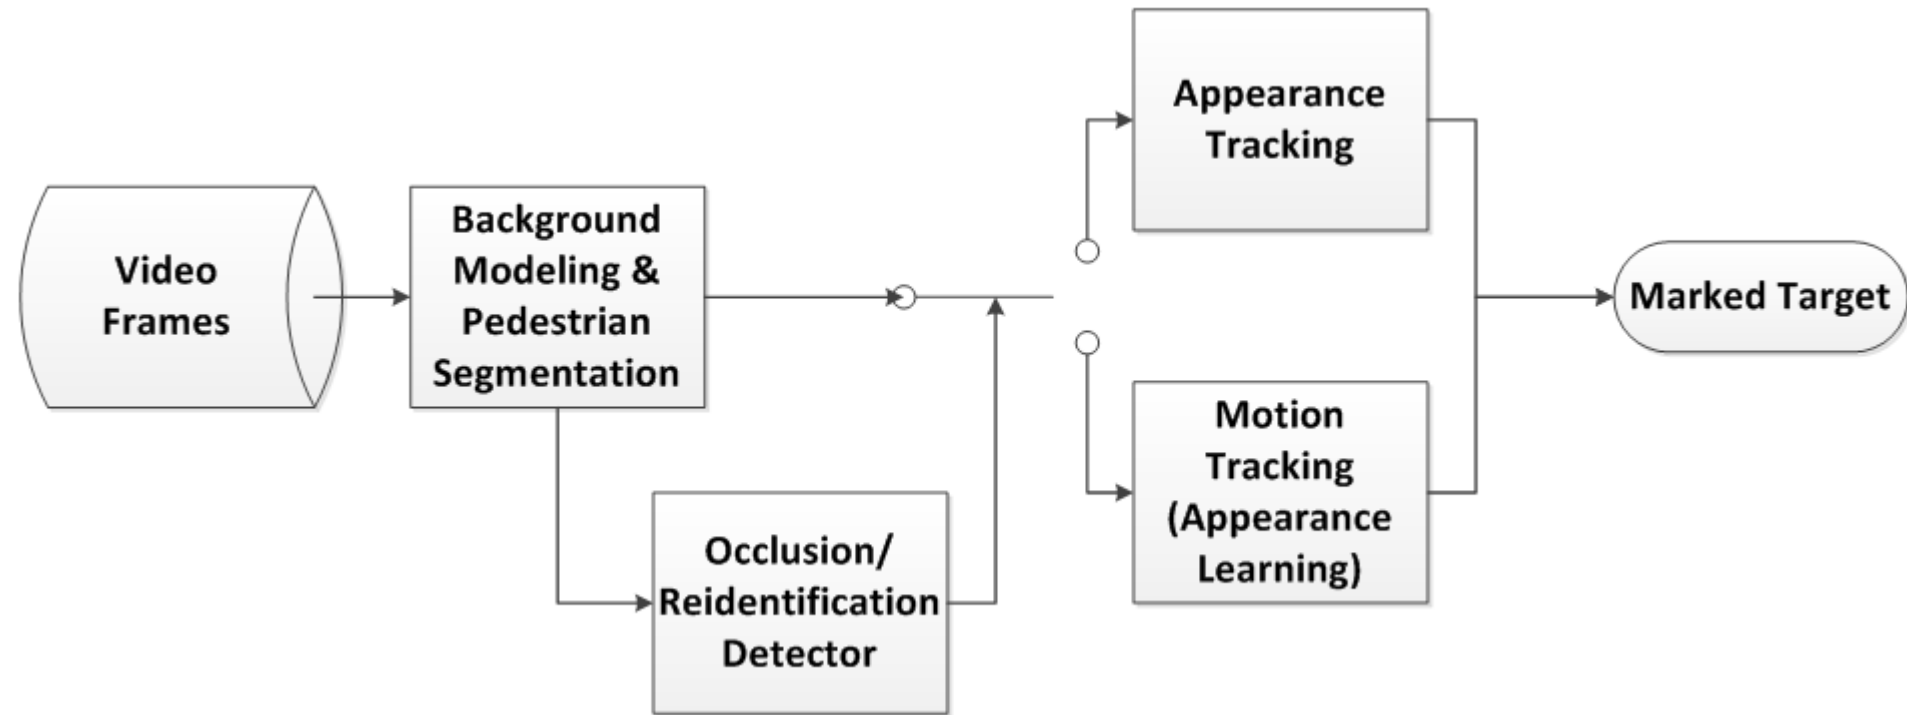 Video
Frames
Background
Modeling &
Pedestrian
Segmentation
Occlusion/
Reidentification
Detector
Appearance
Tracking
Motion
Tracking
(Appearance
Learning)
Marked Target